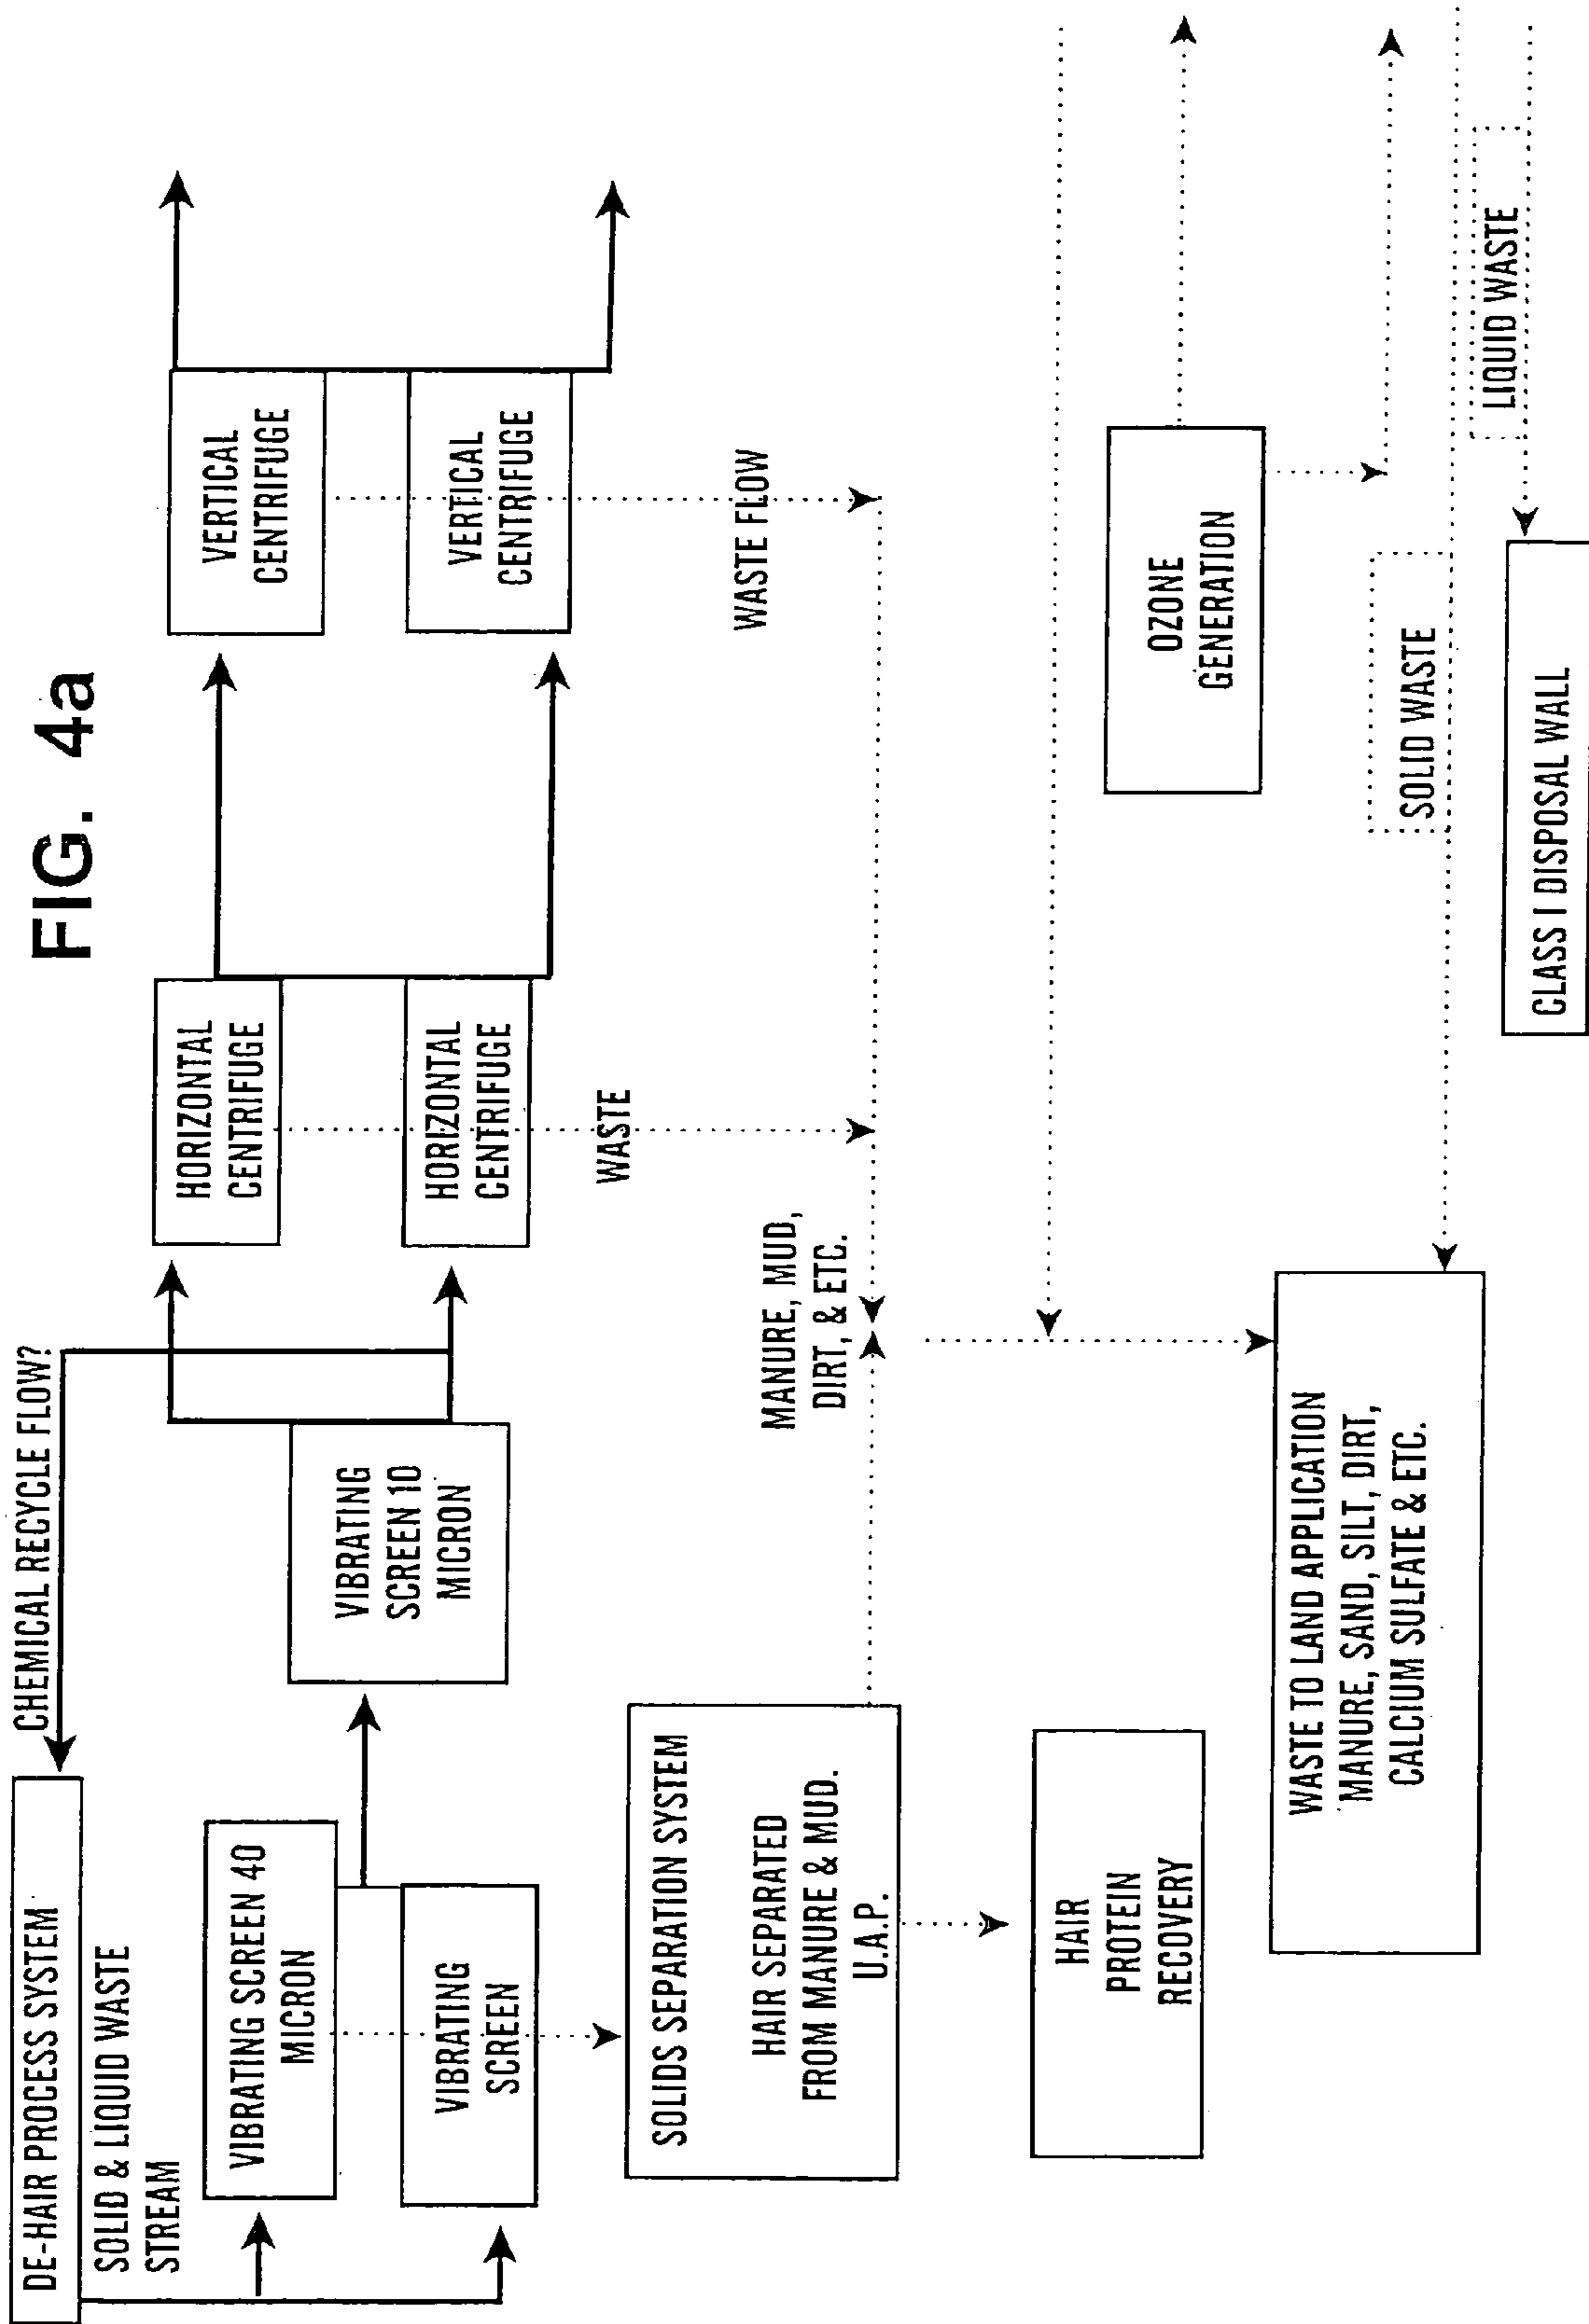 FIG. 4a
DE-HAIR PROCESS SYSTEM
CHEMICAL RECYCLE FLOW?
SOLID & LIQUID WASTE
STREAM
VIBRATING SCREEN 40
MICRON
VIBRATING
SCREEN
VIBRATING
SCREEN 10
MICRON
HORIZONTAL
CENTRIFUGE
HORIZONTAL
CENTRIFUGE
VERTICAL
CENTRIFUGE
VERTICAL
CENTRIFUGE
WASTE
WASTE FLOW
SOLIDS SEPARATION SYSTEM
HAIR SEPARATED
FROM MANURE & MUD.
U.A.P.
MANURE, MUD,
DIRT, & ETC.
HAIR
PROTEIN
RECOVERY
OZONE
GENERATION
WASTE TO LAND APPLICATION
MANURE, SAND, SILT, DIRT,
CALCIUM SULFATE & ETC.
SOLID WASTE
LIQUID WASTE
CLASS I DISPOSAL WALL